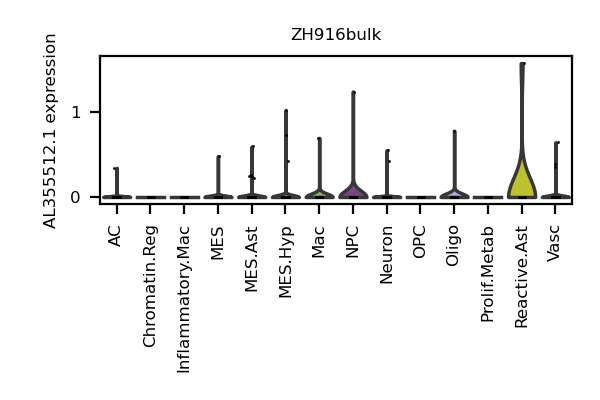 ZH916bulk
AL355512.1 expression
1
0
AC
Chromatin.Reg
Inflammatory.Mac
MES
MES.Ast
MES.Hyp
Mac
NPC
Neuron
OPC
Oligo
Prolif.Metab
Reactive.Ast
Vasc